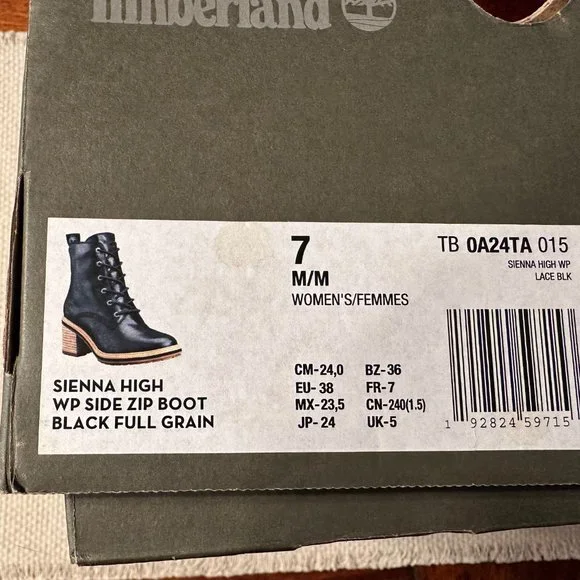 Timberland
7
M/M
WOMEN'S/FEMMES
TB 0A24TA 015
SIENNA HIGH WP
LACE BLK
SIENNA HIGH
WP SIDE ZIP BOOT
BLACK FULL GRAIN
CM-24,0 BZ-36
EU- 38 FR-7
MX-23,5 CN-240(1.5)
JP-24 UK-5
1 92824 59715